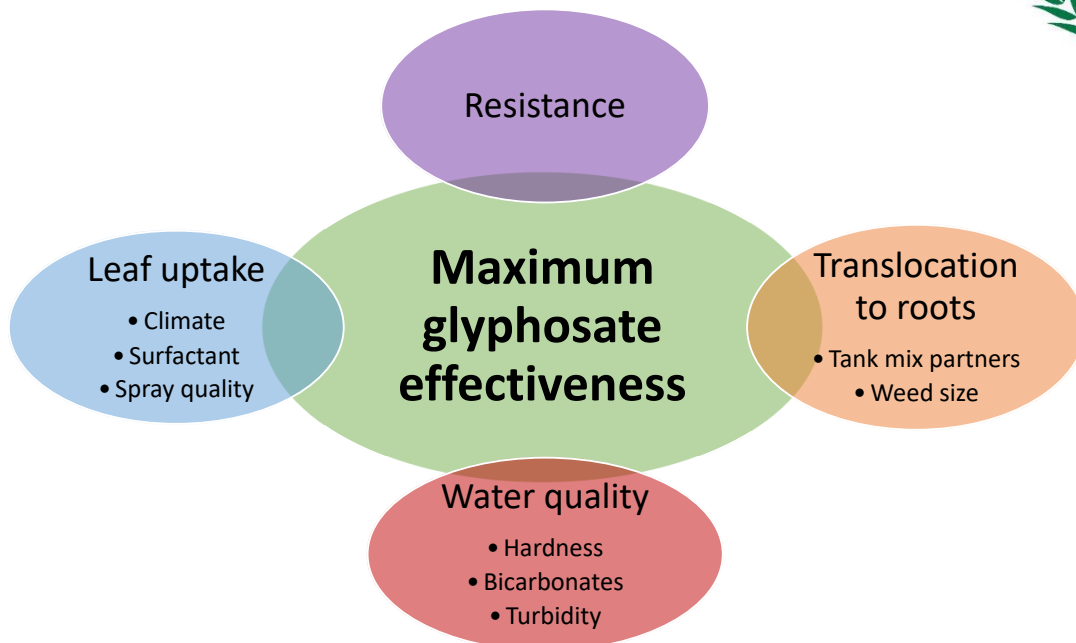 Resistance
Leaf uptake
• Climate
• Surfactant
• Spray quality
Maximum
glyphosate
effectiveness
Translocation
to roots
• Tank mix partners
• Weed size
Water quality
• Hardness
• Bicarbonates
• Turbidity